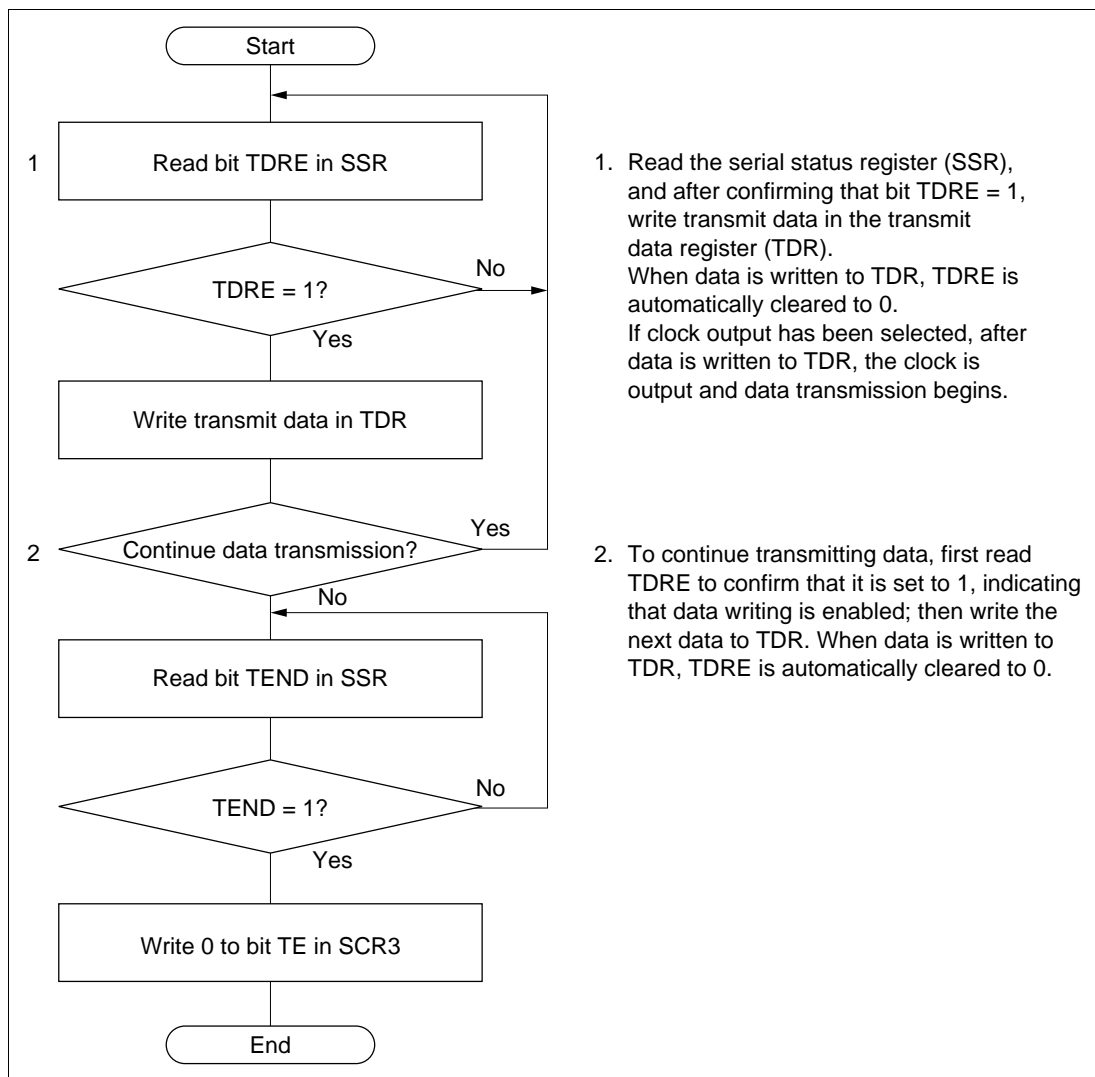 Start
1
Read bit TDRE in SSR
TDRE = 1?
No
Yes
Write transmit data in TDR
2
Continue data transmission?
Yes
No
Read bit TEND in SSR
TEND = 1?
No
Yes
Write 0 to bit TE in SCR3
End
1. Read the serial status register (SSR),
and after confirming that bit TDRE = 1,
write transmit data in the transmit
data register (TDR).
When data is written to TDR, TDRE is
automatically cleared to 0.
If clock output has been selected, after
data is written to TDR, the clock is
output and data transmission begins.
2. To continue transmitting data, first read
TDRE to confirm that it is set to 1, indicating
that data writing is enabled; then write the
next data to TDR. When data is written to
TDR, TDRE is automatically cleared to 0.